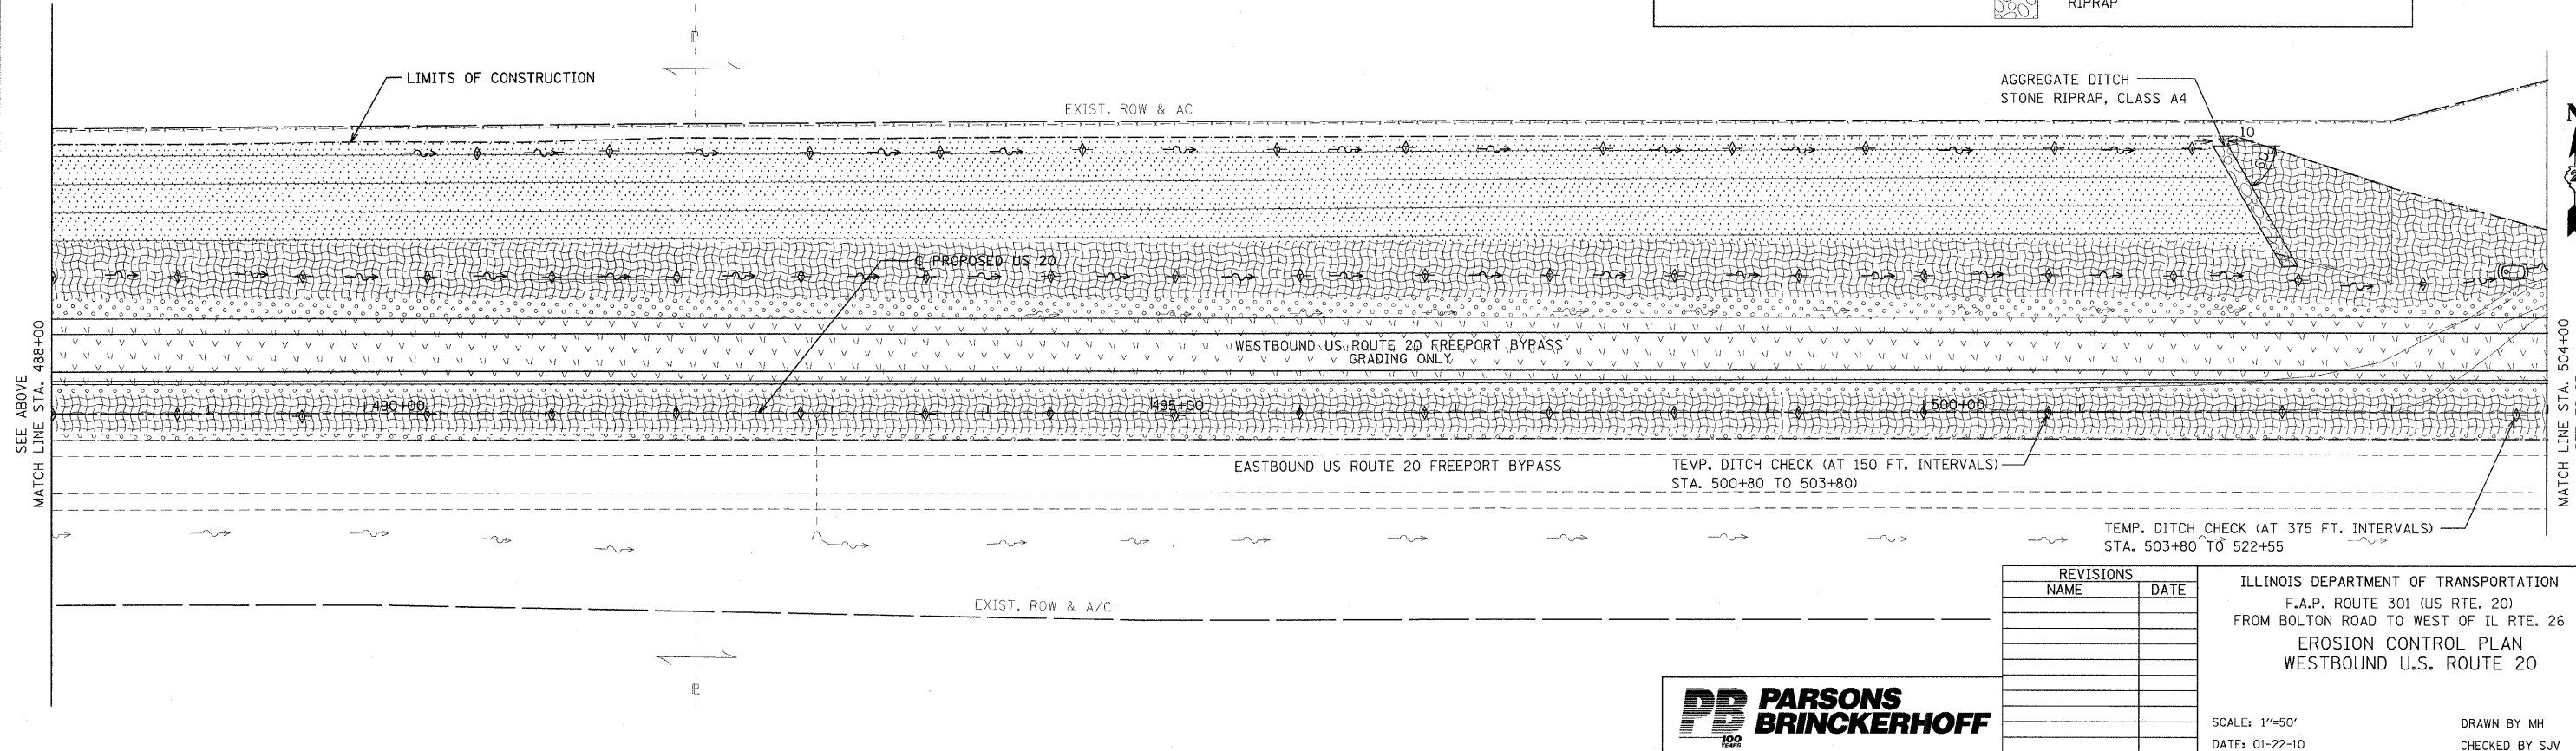 RIPRAP
LIMITS OF CONSTRUCTION
AGGREGATE DITCH
STONE RIPRAP, CLASS A4
EXIST. ROW & AC
10
60
N
℄ PROPOSED US 20
WESTBOUND US ROUTE 20 FREEPORT BYPASS
GRADING ONLY
SEE ABOVE
MATCH LINE STA. 488+00
MATCH LINE STA. 504+00
490+00
495+00
500+00
EASTBOUND US ROUTE 20 FREEPORT BYPASS
TEMP. DITCH CHECK (AT 150 FT. INTERVALS)
STA. 500+80 TO 503+80)
TEMP. DITCH CHECK (AT 375 FT. INTERVALS)
STA. 503+80 TO 522+55
EXIST. ROW & A/C
REVISIONS
NAME DATE
ILLINOIS DEPARTMENT OF TRANSPORTATION
F.A.P. ROUTE 301 (US RTE. 20)
FROM BOLTON ROAD TO WEST OF IL RTE. 26
EROSION CONTROL PLAN
WESTBOUND U.S. ROUTE 20
PB PARSONS
BRINCKERHOFF
100
YEARS
SCALE: 1"=50'
DRAWN BY MH
DATE: 01-22-10
CHECKED BY SJV